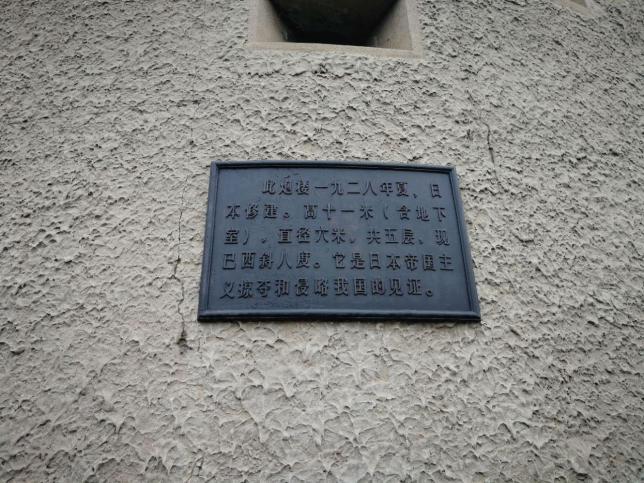 此炮楼一九二八年夏、日
本修建。高十一米（含地下
室），直径六米，共五层、现
已西斜八度。它是日本帝国主
义掠夺和侵略我国的见证。